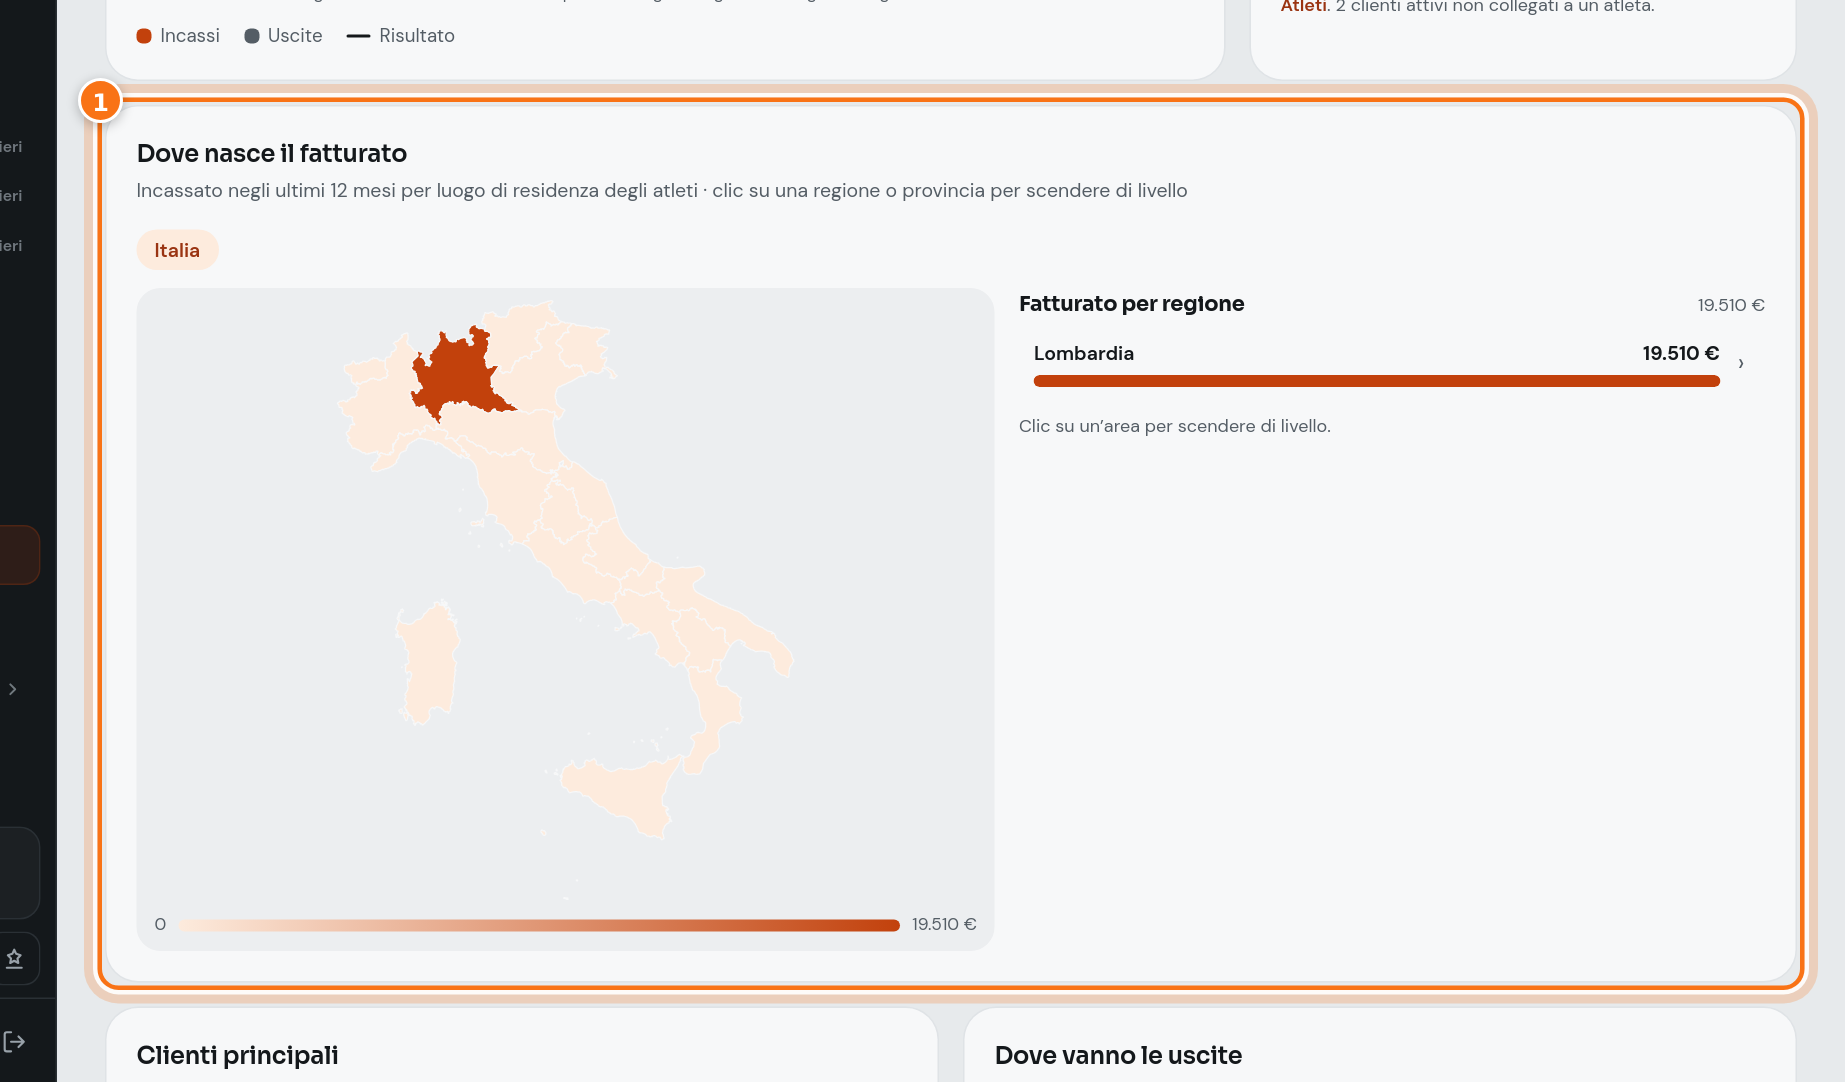 Atleti. 2 clienti attivi non collegati a un atleta.
Incassi
Uscite
Risultato
1
ieri
ieri
ieri
Dove nasce il fatturato
Incassato negli ultimi 12 mesi per luogo di residenza degli atleti · clic su una regione o provincia per scendere di livello
Italia
Fatturato per regione
19.510 €
Lombardia
19.510 €
›
Clic su un’area per scendere di livello.
0
19.510 €
Clienti principali
Dove vanno le uscite